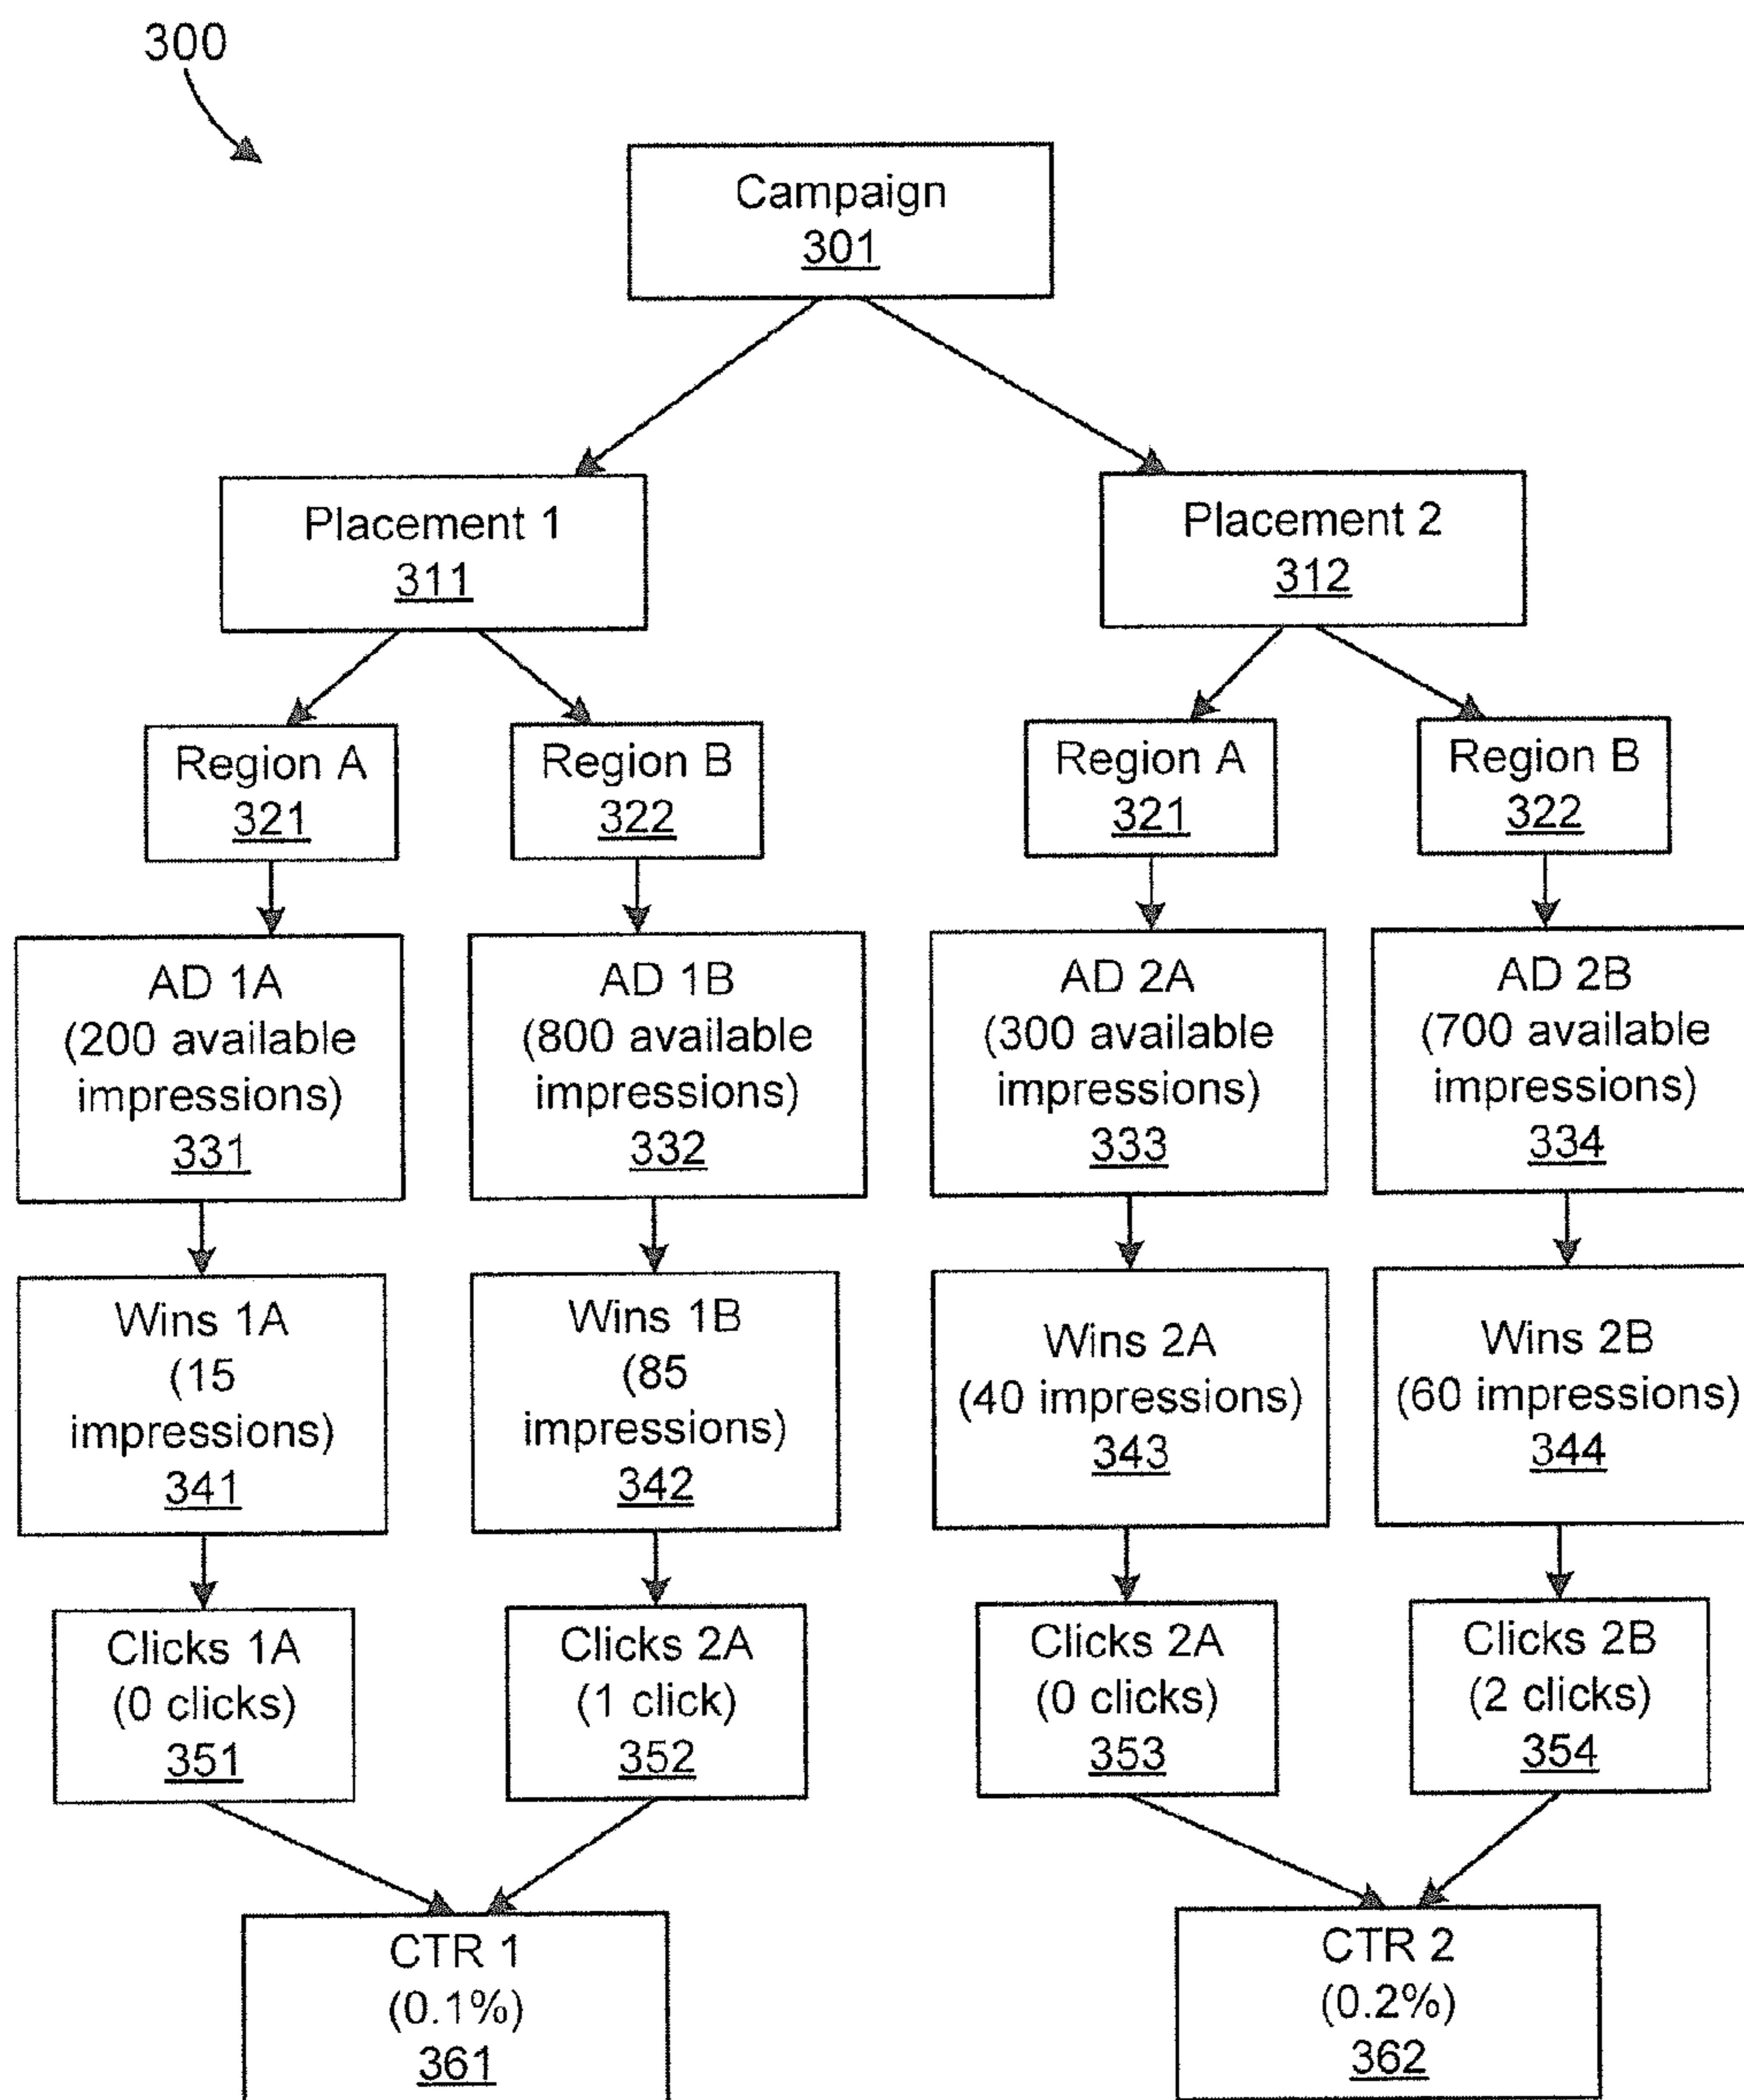 300
Campaign
301
Placement 1
311
Placement 2
312
Region A
321
Region B
322
Region A
321
Region B
322
AD 1A
(200 available
impressions)
331
AD 1B
(800 available
impressions)
332
AD 2A
(300 available
impressions)
333
AD 2B
(700 available
impressions)
334
Wins 1A
(15
impressions)
341
Wins 1B
(85
impressions)
342
Wins 2A
(40 impressions)
343
Wins 2B
(60 impressions)
344
Clicks 1A
(0 clicks)
351
Clicks 2A
(1 click)
352
Clicks 2A
(0 clicks)
353
Clicks 2B
(2 clicks)
354
CTR 1
(0.1%)
361
CTR 2
(0.2%)
362